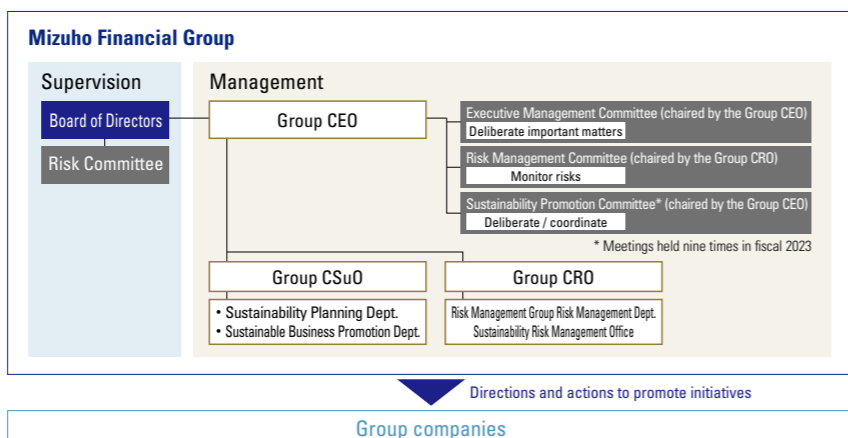 Mizuho Financial Group
Supervision
Management
Board of Directors
Risk Committee
Group CEO
Executive Management Committee (chaired by the Group CEO)
Deliberate important matters
Risk Management Committee (chaired by the Group CRO)
Monitor risks
Sustainability Promotion Committee* (chaired by the Group CEO)
Deliberate / coordinate
* Meetings held nine times in fiscal 2023
Group CSuO
• Sustainability Planning Dept.
• Sustainable Business Promotion Dept.
Group CRO
Risk Management Group Risk Management Dept.
Sustainability Risk Management Office
Directions and actions to promote initiatives
Group companies